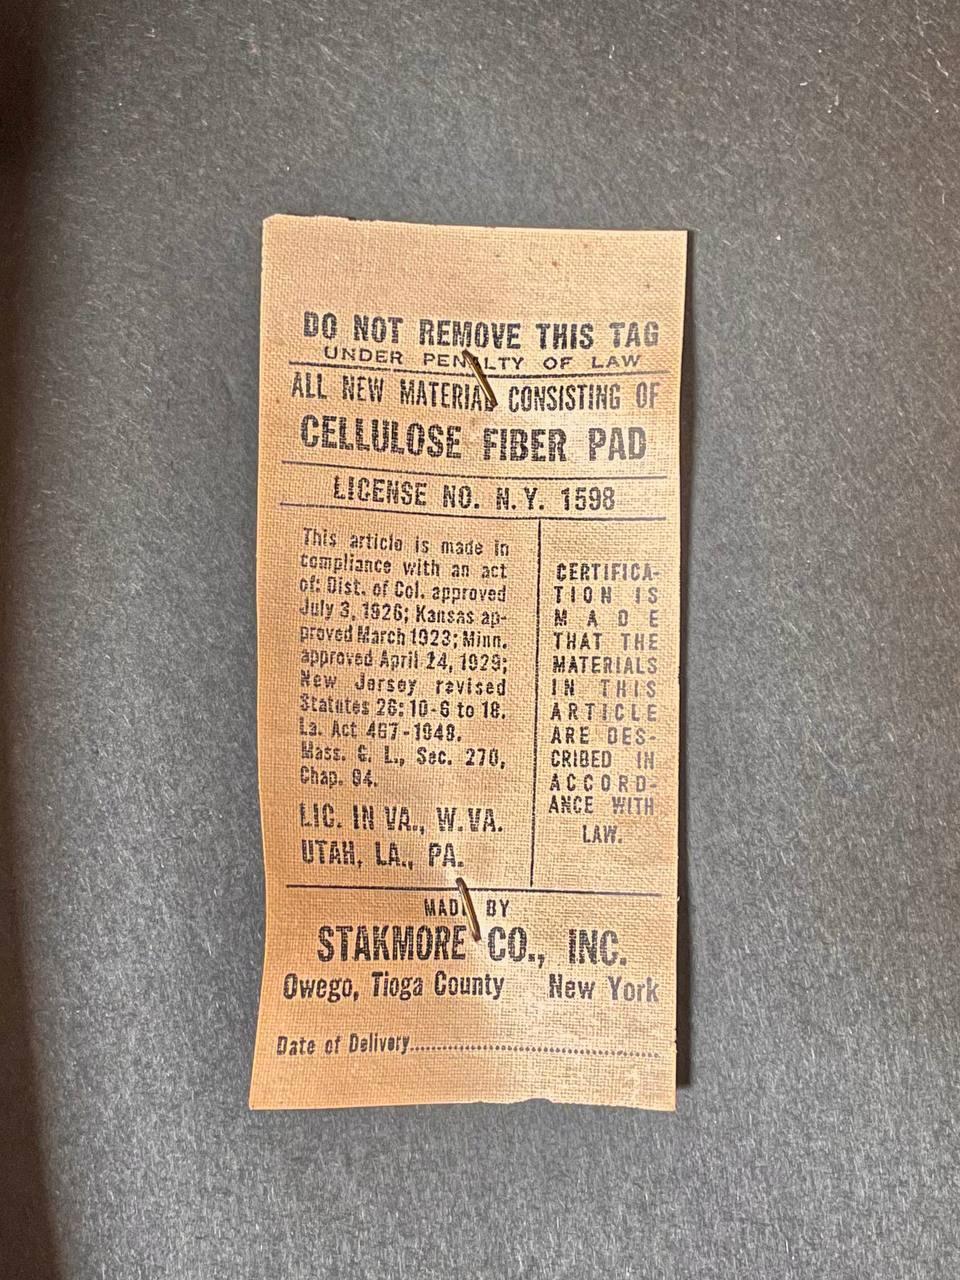 DO NOT REMOVE THIS TAG
UNDER PENALTY OF LAW
ALL NEW MATERIAL CONSISTING OF
CELLULOSE FIBER PAD
LICENSE NO. N.Y. 1598
This article is made in
compliance with an act
of: Dist. of Col. approved
July 3, 1926; Kansas ap-
proved March 1923; Minn.
approved April 24, 1929;
New Jersey revised
Statutes 26: 10-6 to 18.
La. Act 467-1948.
Mass. G. L., Sec. 270,
Chap. 94.
LIC. IN VA., W.VA.
UTAH, LA., PA.
CERTIFICA-
TION IS
MADE
THAT THE
MATERIALS
IN THIS
ARTICLE
ARE DES-
CRIBED IN
ACCORD-
ANCE WITH
LAW.
MADE BY
STAKMORE CO., INC.
Owego, Tioga County New York
Date of Delivery